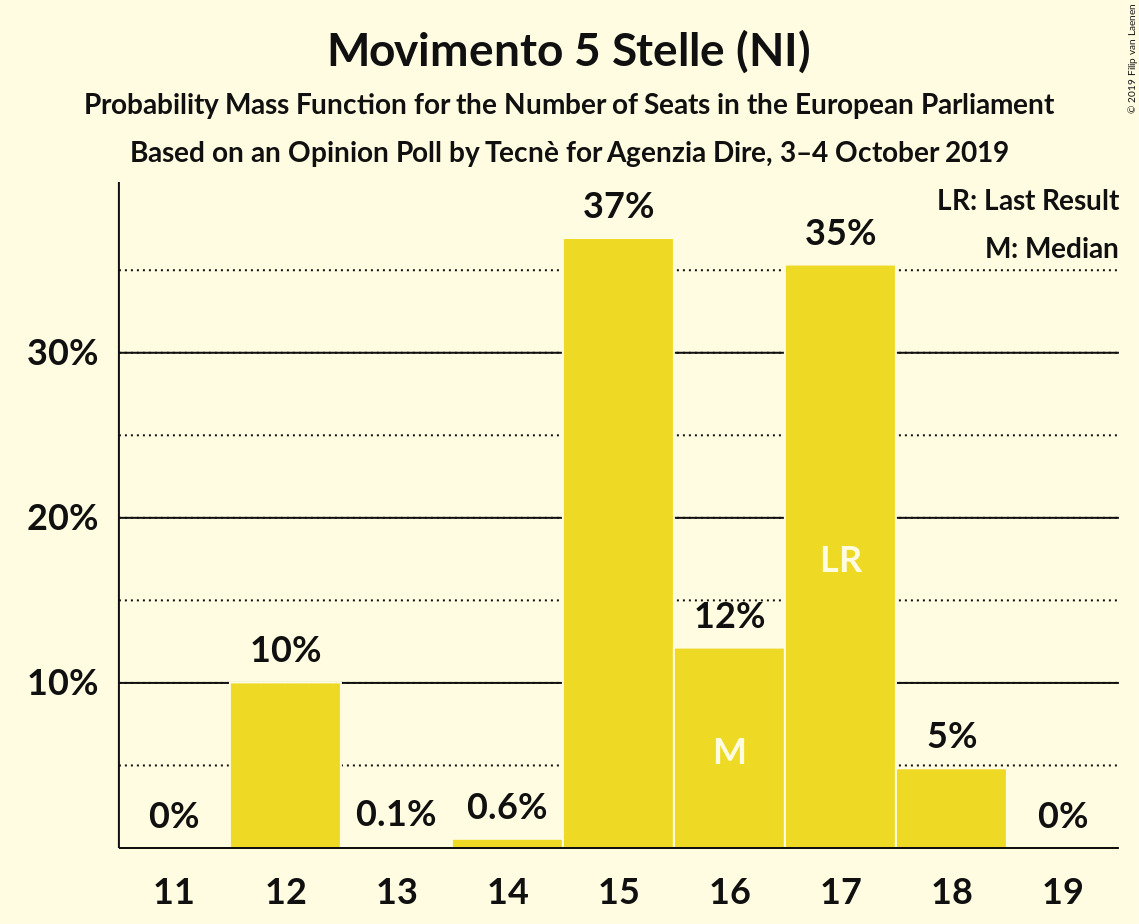 Movimento 5 Stelle (NI)
Probability Mass Function for the Number of Seats in the European Parliament
Based on an Opinion Poll by Tecnè for Agenzia Dire, 3–4 October 2019
© 2019 Filip van Laenen
LR: Last Result
M: Median
37%
35%
30%
20%
LR
12%
10%
10%
M
5%
0%
0.1%
0.6%
0%
11 12 13 14 15 16 17 18 19